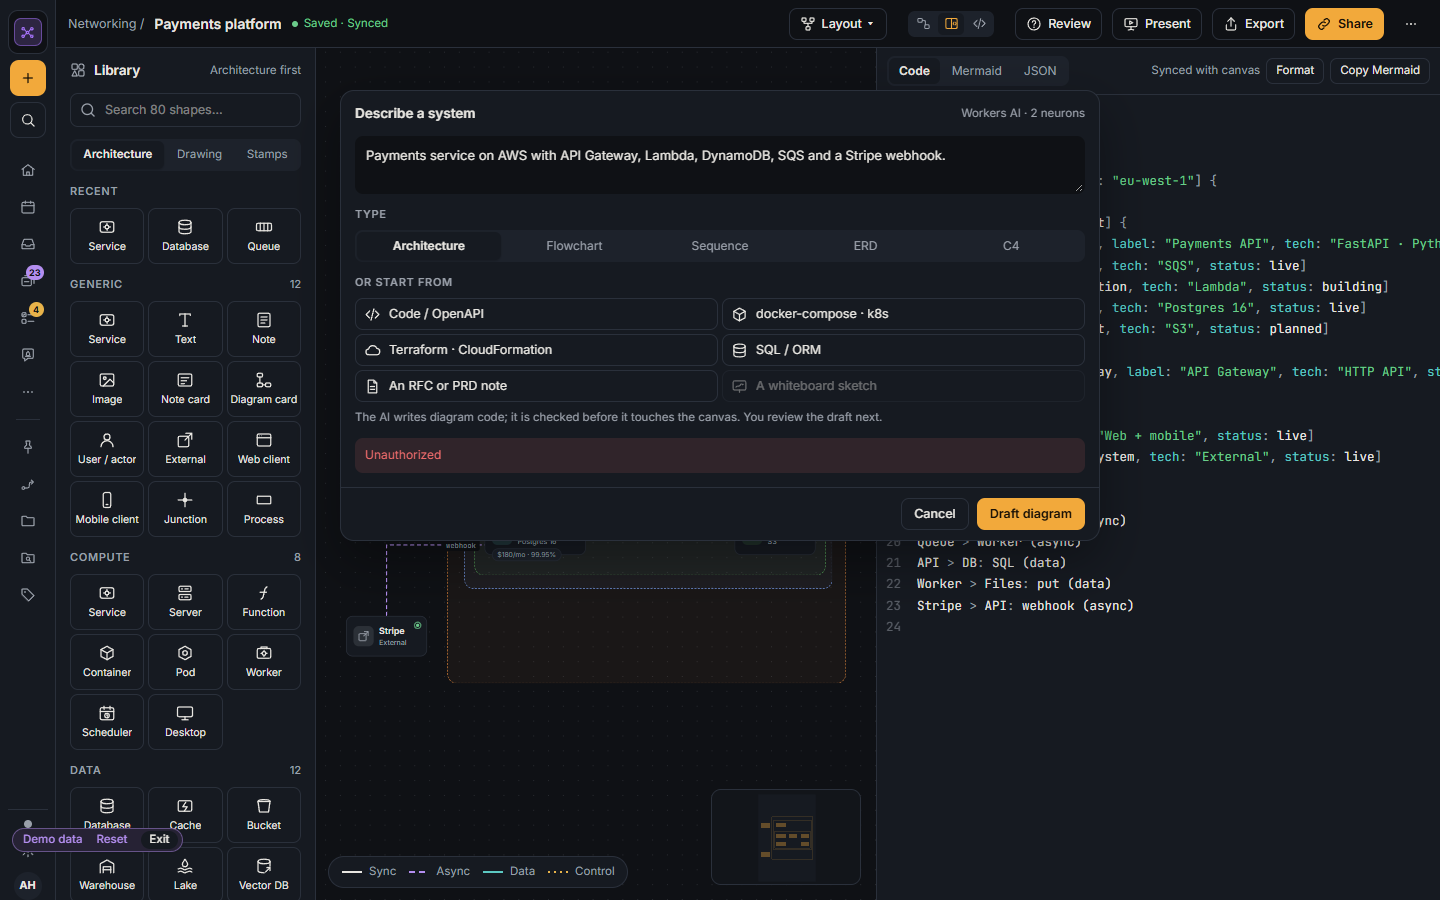 Networking / Payments platform Saved · Synced
Layout
Review
Present
Export
Share
Library
Architecture first
Search 80 shapes...
Architecture Drawing Stamps
RECENT
Service Database Queue
GENERIC 12
Service Text Note
Image Note card Diagram card
User / actor External Web client
Mobile client Junction Process
COMPUTE 8
Service Server Function
Container Pod Worker
Scheduler Desktop
DATA 12
Database Cache Bucket
Warehouse Lake Vector DB
23
4
Demo data Reset Exit
AH
Describe a system
Workers AI · 2 neurons
Payments service on AWS with API Gateway, Lambda, DynamoDB, SQS and a Stripe webhook.
TYPE
Architecture Flowchart Sequence ERD C4
OR START FROM
Code / OpenAPI docker-compose · k8s
Terraform · CloudFormation SQL / ORM
An RFC or PRD note A whiteboard sketch
The AI writes diagram code; it is checked before it touches the canvas. You review the draft next.
Unauthorized
Cancel Draft diagram
webhook
Postgres 16
S3
$180/mo · 99.95%
Stripe
External
Sync Async Data Control
Code Mermaid JSON
Synced with canvas Format Copy Mermaid
: "eu-west-1"] {
t] {
, label: "Payments API", tech: "FastAPI · Pyth
, tech: "SQS", status: live]
tion, tech: "Lambda", status: building]
, tech: "Postgres 16", status: live]
t, tech: "S3", status: planned]
ay, label: "API Gateway", tech: "HTTP API", st
"Web + mobile", status: live]
ystem, tech: "External", status: live]
ync)
20 Queue > Worker (async)
21 API > DB: SQL (data)
22 Worker > Files: put (data)
23 Stripe > API: webhook (async)
24